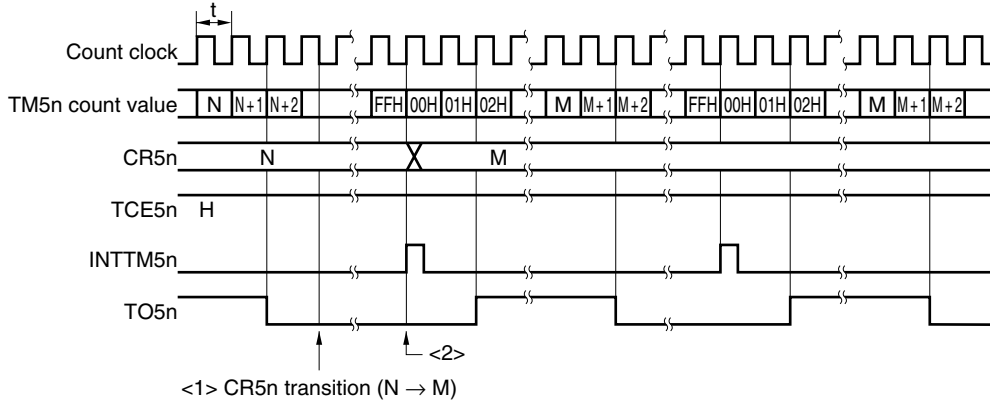 t
Count clock
TM5n count value N N+1 N+2 FFH 00H 01H 02H M M+1 M+2 FFH 00H 01H 02H M M+1 M+2
CR5n N M
TCE5n H
INTTM5n
TO5n
<2>
<1> CR5n transition (N → M)